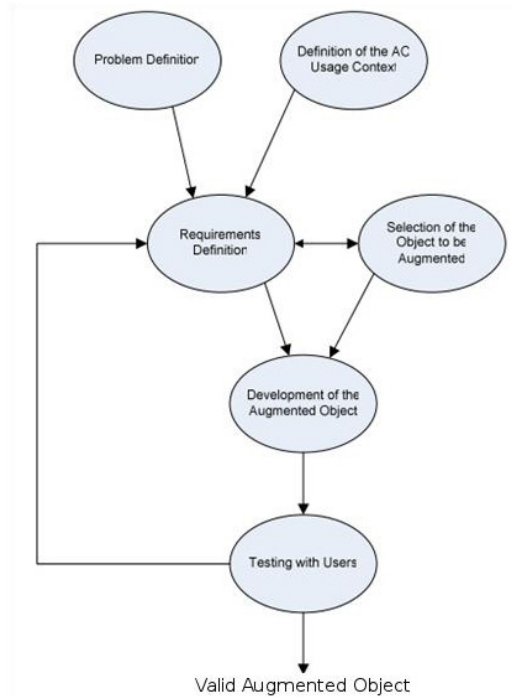 Problem Definition
Definition of the AC
Usage Context
Requirements
Definition
Selection of the
Object to be
Augmented
Development of the
Augmented Object
Testing with Users
Valid Augmented Object